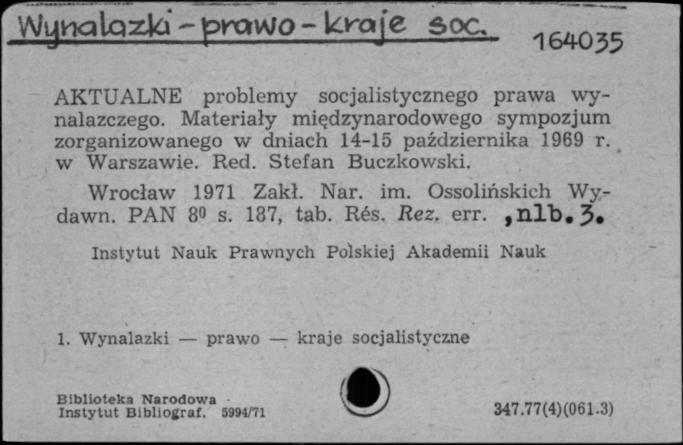 Wynalazki – prawo – kraje soc.
164035
AKTUALNE problemy socjalistycznego prawa wy-
nalazczego. Materiały międzynarodowego sympozjum
zorganizowanego w dniach 14-15 października 1969 r.
w Warszawie. Red. Stefan Buczkowski.
Wrocław 1971 Zakł. Nar. im. Ossolińskich Wy-
dawn. PAN 8º s. 187, tab. Rés. Rez. err. , nlb. 3.
Instytut Nauk Prawnych Polskiej Akademii Nauk
1. Wynalazki — prawo — kraje socjalistyczne
Biblioteka Narodowa
Instytut Bibliograf. 5994/71
347.77(4)(061.3)